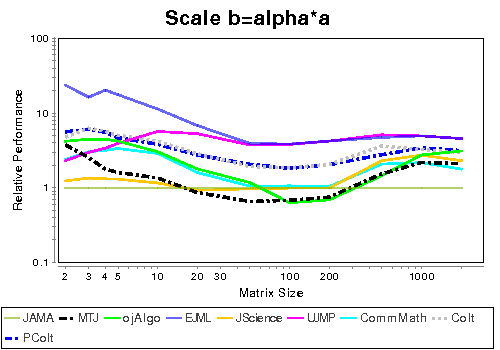 Scale b=alpha*a
100
10
1
0.1
Relative Performance
2 3 4 5 10 20 30 100 200 1000
Matrix Size
JAMA MTJ ojAlgo EJML JScience UJMP CommMath Colt
PColt